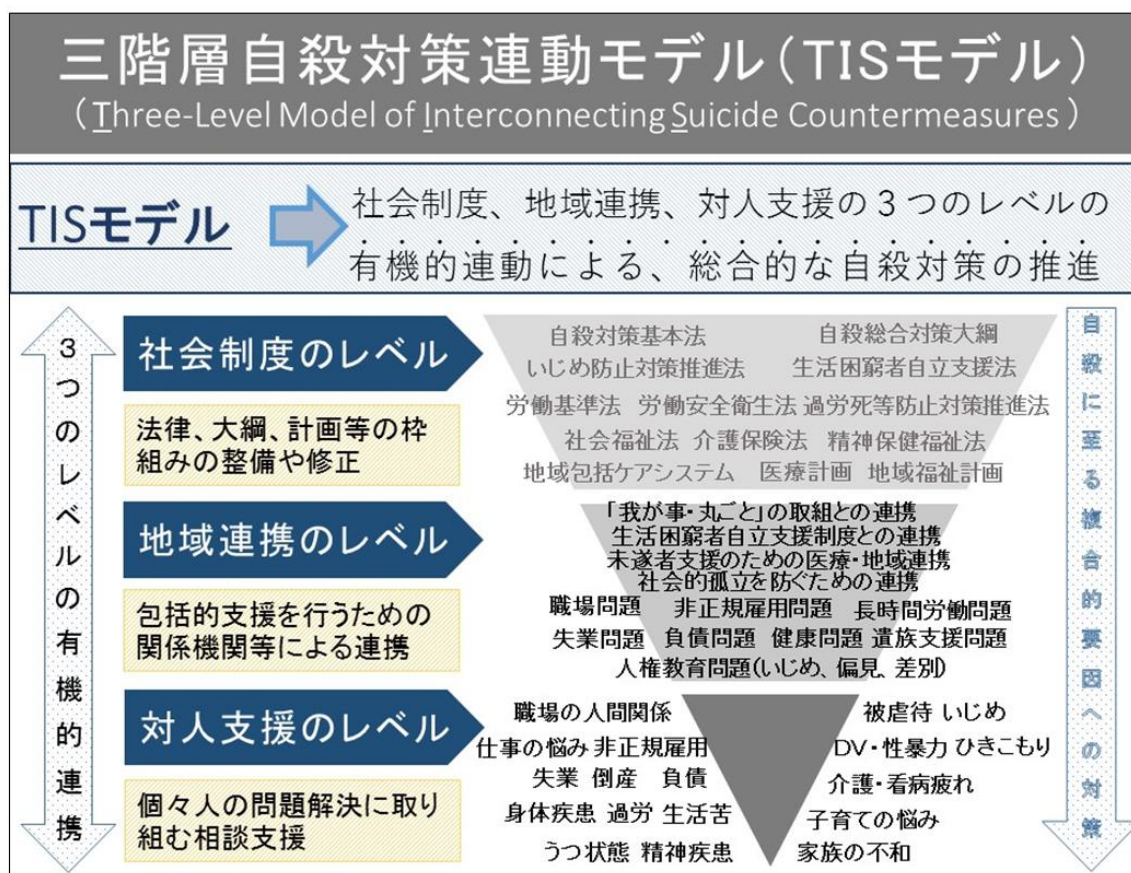 三階層自殺対策連動モデル(TISモデル)
(Three-Level Model of Interconnecting Suicide Countermeasures)
TISモデル
社会制度、地域連携、対人支援の3つのレベルの
有機的連動による、総合的な自殺対策の推進
3つのレベルの有機的連携
社会制度のレベル
法律、大綱、計画等の枠
組みの整備や修正
自殺対策基本法 自殺総合対策大綱
いじめ防止対策推進法 生活困窮者自立支援法
労働基準法 労働安全衛生法 過労死等防止対策推進法
社会福祉法 介護保険法 精神保健福祉法
地域包括ケアシステム 医療計画 地域福祉計画
地域連携のレベル
包括的支援を行うための
関係機関等による連携
「我が事・丸ごと」の取組との連携
生活困窮者自立支援制度との連携
未遂者支援のための医療・地域連携
社会的孤立を防ぐための連携
職場問題 非正規雇用問題 長時間労働問題
失業問題 負債問題 健康問題 遺族支援問題
人権教育問題(いじめ、偏見、差別)
対人支援のレベル
個々人の問題解決に取り
組む相談支援
職場の人間関係 被虐待 いじめ
仕事の悩み 非正規雇用 DV・性暴力 ひきこもり
失業 倒産 負債 介護・看病疲れ
身体疾患 過労 生活苦 子育ての悩み
うつ状態 精神疾患 家族の不和
自殺に至る複合的要因への対策